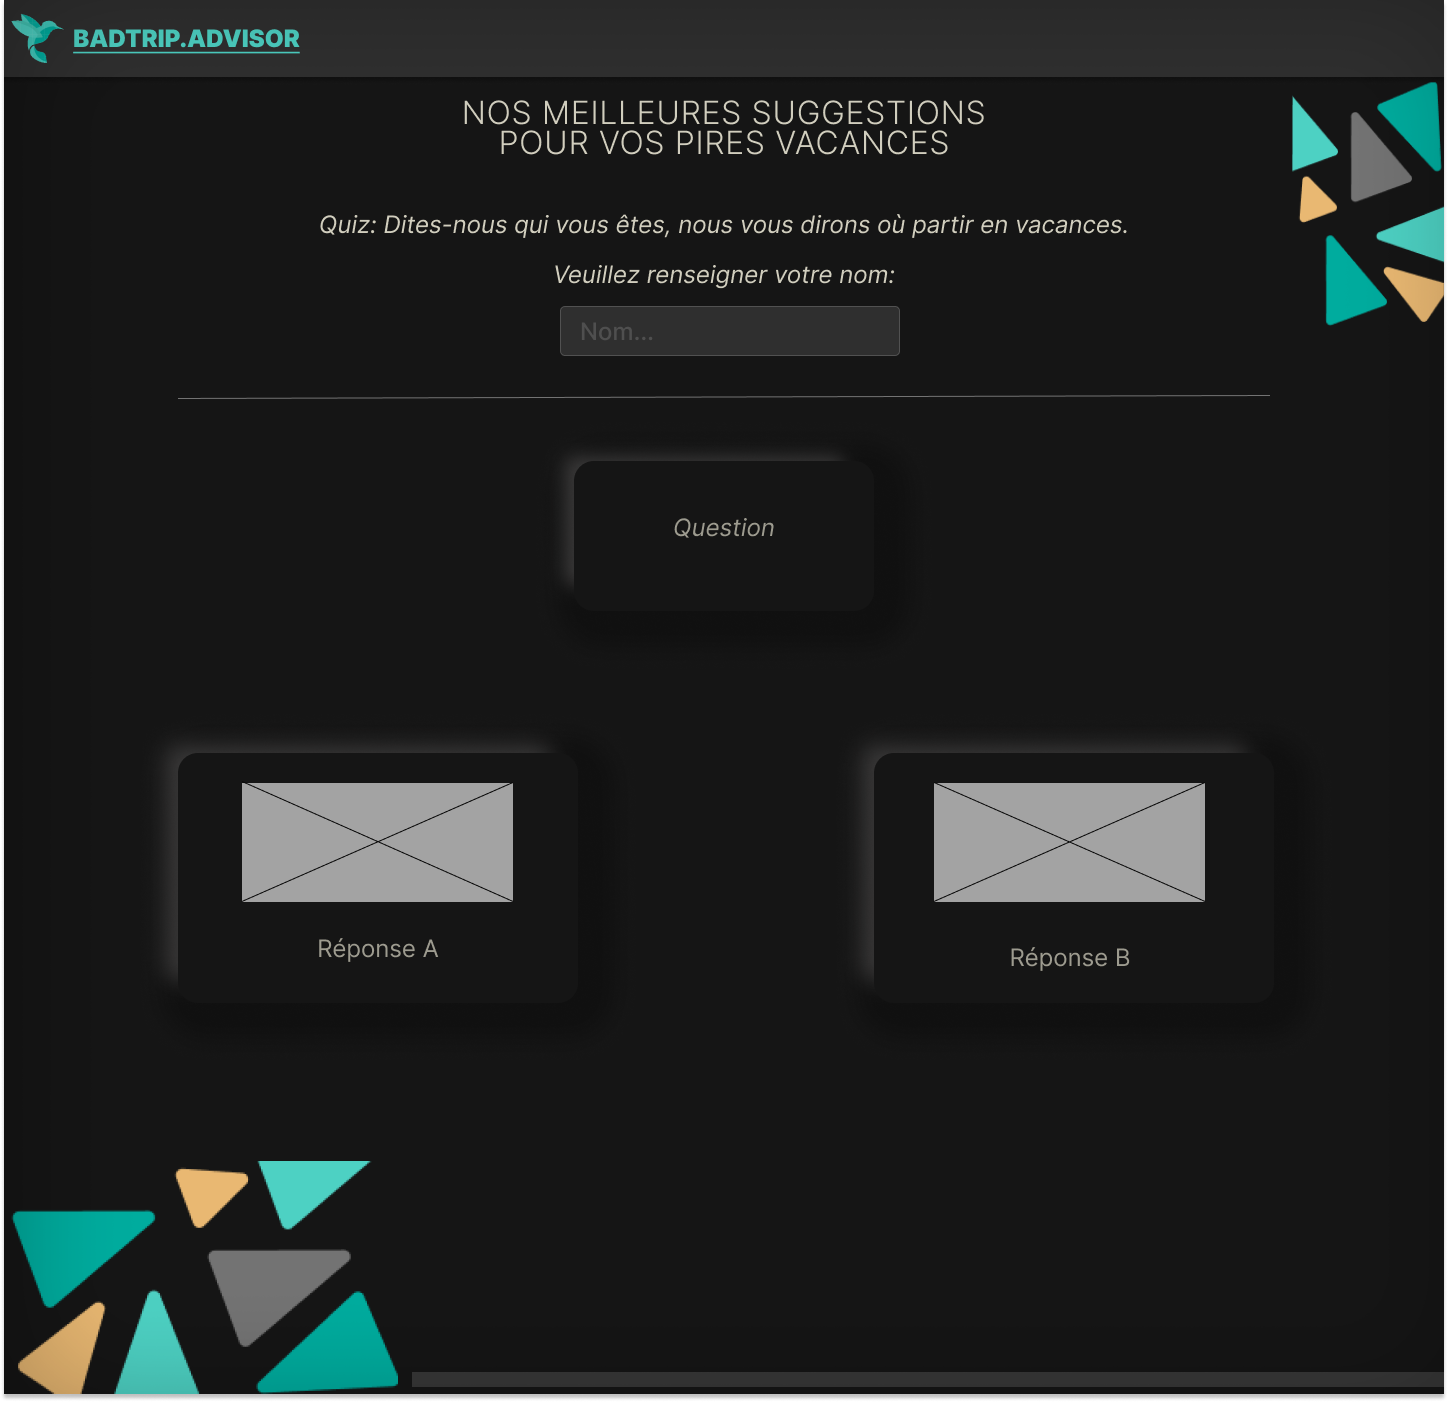 BADTRIP.ADVISOR
NOS MEILLEURES SUGGESTIONS
POUR VOS PIRES VACANCES
Quiz: Dites-nous qui vous êtes, nous vous dirons où partir en vacances.
Veuillez renseigner votre nom:
Nom...
Question
Réponse A
Réponse B